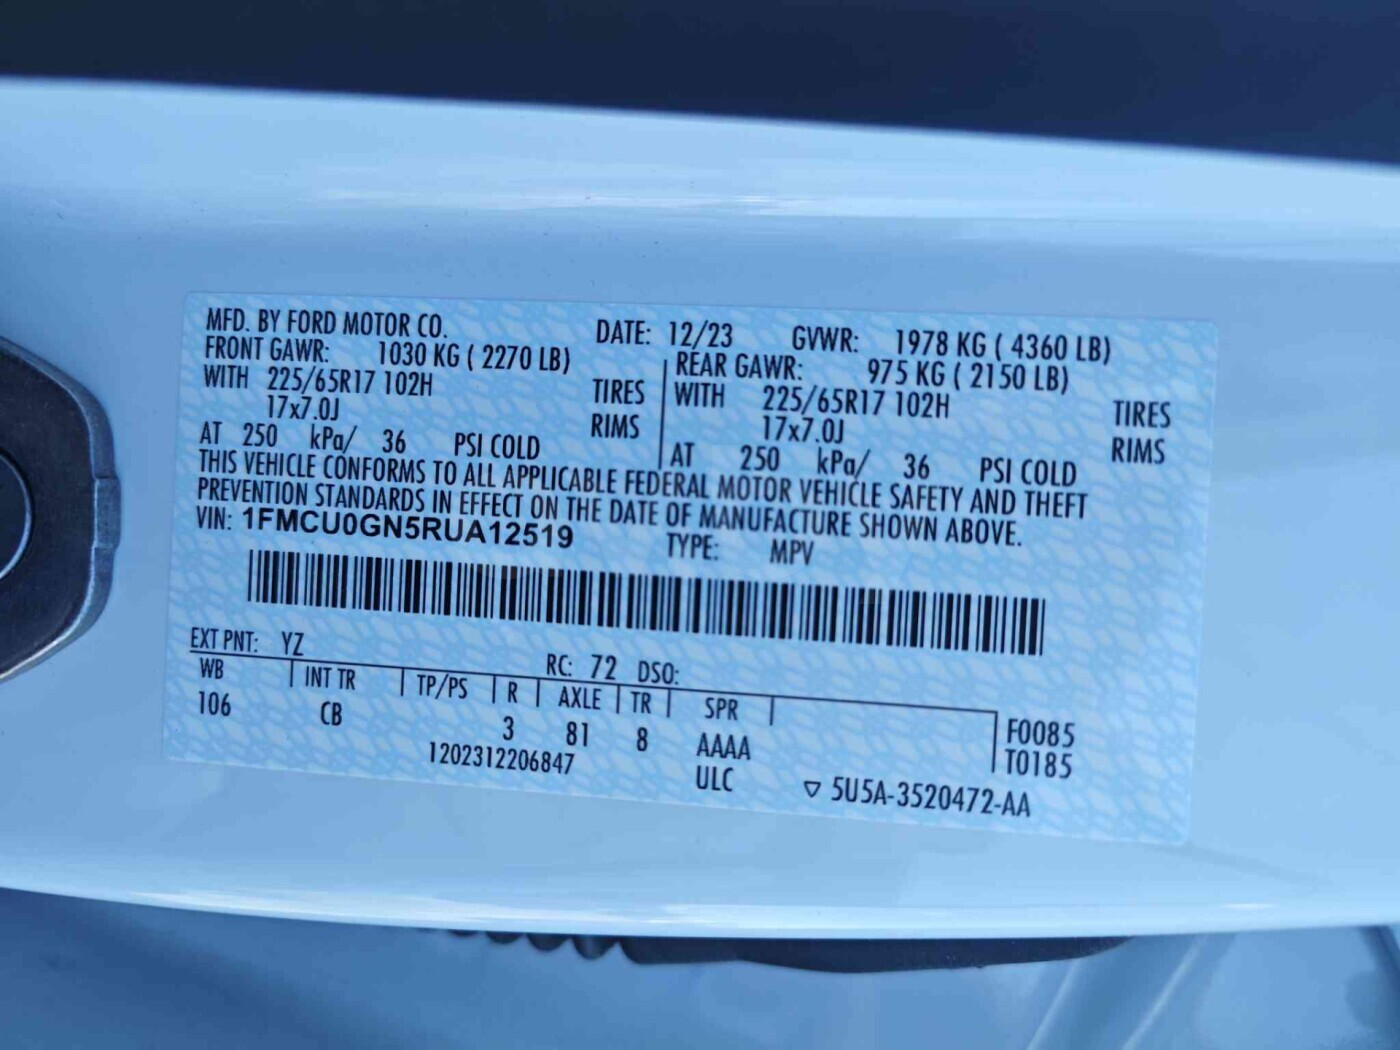 MFD. BY FORD MOTOR CO. DATE: 12/23 GVWR: 1978 KG ( 4360 LB)
FRONT GAWR: 1030 KG ( 2270 LB) REAR GAWR: 975 KG ( 2150 LB)
WITH 225/65R17 102H TIRES WITH 225/65R17 102H TIRES
17x7.0J RIMS 17x7.0J RIMS
AT 250 kPa/ 36 PSI COLD AT 250 kPa/ 36 PSI COLD
THIS VEHICLE CONFORMS TO ALL APPLICABLE FEDERAL MOTOR VEHICLE SAFETY AND THEFT
PREVENTION STANDARDS IN EFFECT ON THE DATE OF MANUFACTURE SHOWN ABOVE.
VIN: 1FMCU0GN5RUA12519 TYPE: MPV
EXT PNT: YZ RC: 72 DSO:
WB INT TR TP/PS R AXLE TR SPR
106 CB 3 81 8 AAAA F0085
1202312206847 ULC T0185
5U5A-3520472-AA